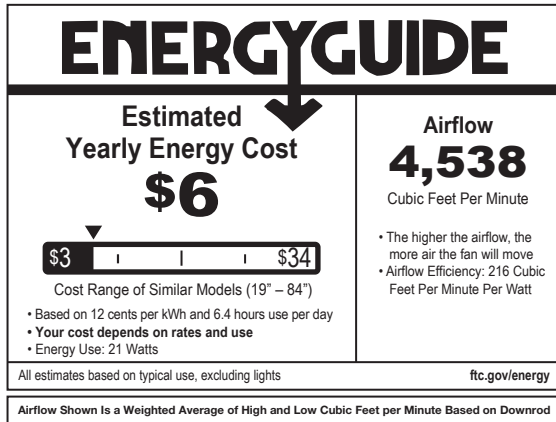 ENERGYGUIDE
Estimated
Yearly Energy Cost
$6
$3
$34
Cost Range of Similar Models (19” – 84”)
• Based on 12 cents per kWh and 6.4 hours use per day
• Your cost depends on rates and use
• Energy Use: 21 Watts
Airflow
4,538
Cubic Feet Per Minute
• The higher the airflow, the
more air the fan will move
• Airflow Efficiency: 216 Cubic
Feet Per Minute Per Watt
All estimates based on typical use, excluding lights
ftc.gov/energy
Airflow Shown Is a Weighted Average of High and Low Cubic Feet per Minute Based on Downrod